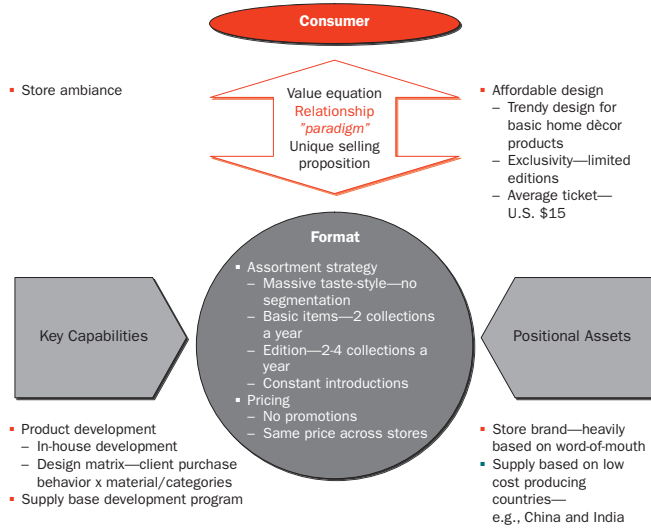 Consumer
▪ Store ambiance
Value equation
Relationship
"paradigm"
Unique selling
proposition
▪ Affordable design
– Trendy design for
basic home dècor
products
– Exclusivity—limited
editions
– Average ticket—
U.S. $15
Format
▪ Assortment strategy
– Massive taste-style—no
segmentation
– Basic items—2 collections
a year
– Edition—2-4 collections a
year
– Constant introductions
▪ Pricing
– No promotions
– Same price across stores
Key Capabilities
Positional Assets
▪ Product development
– In-house development
– Design matrix—client purchase
behavior x material/categories
▪ Supply base development program
▪ Store brand—heavily
based on word-of-mouth
▪ Supply based on low
cost producing
countries—
e.g., China and India